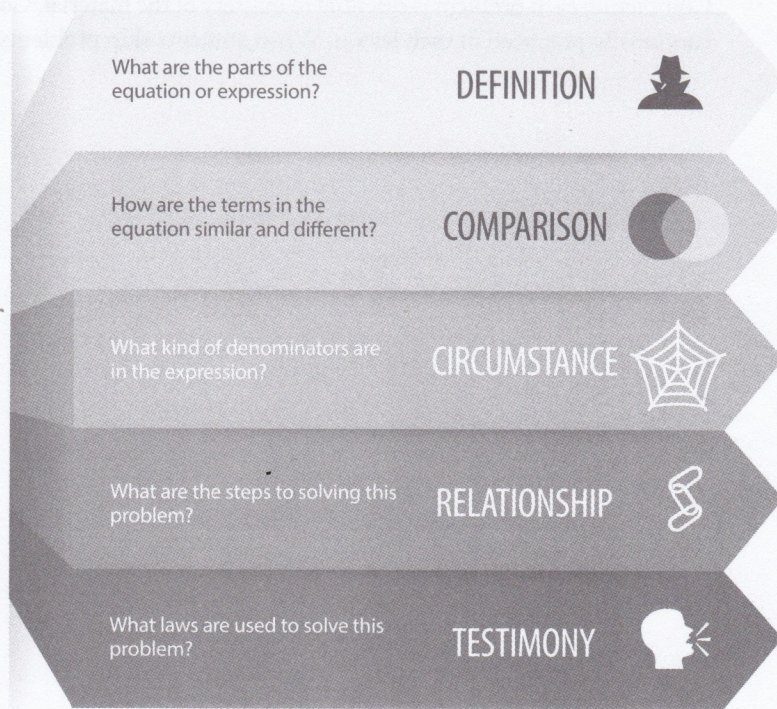 What are the parts of the
equation or expression?
DEFINITION
How are the terms in the
equation similar and different?
COMPARISON
What kind of denominators are
in the expression?
CIRCUMSTANCE
What are the steps to solving this
problem?
RELATIONSHIP
What laws are used to solve this
problem?
TESTIMONY